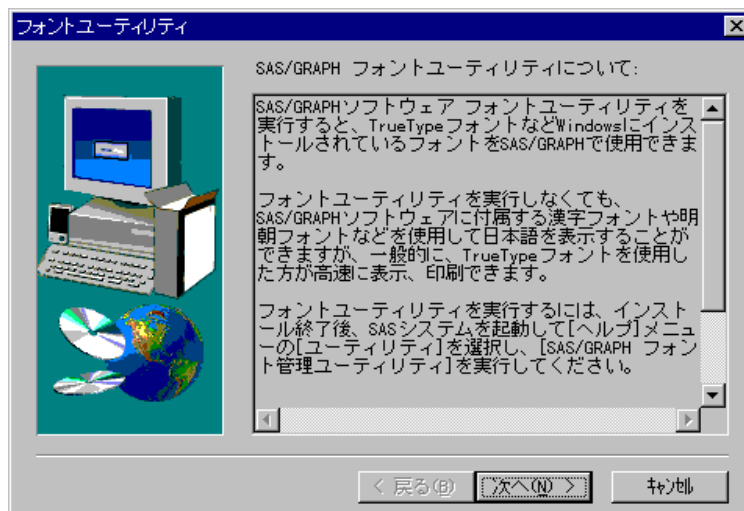 フォントユーティリティ
SAS/GRAPH フォントユーティリティについて:
SAS/GRAPHソフトウェア フォントユーティリティを
実行すると、TrueTypeフォントなどWindowsにインス
トールされているフォントをSAS/GRAPHで使用できま
す。
フォントユーティリティを実行しなくても、
SAS/GRAPHソフトウェアに付属する漢字フォントや明
朝フォントなどを使用して日本語を表示することが
できますが、一般的に、TrueTypeフォントを使用し
た方が高速に表示、印刷できます。
フォントユーティリティを実行するには、インスト
ール終了後、SASシステムを起動して[ヘルプ]メニュ
ーの[ユーティリティ]を選択し、[SAS/GRAPH フォン
ト管理ユーティリティ]を実行してください。
< 戻る(B) 次へ(N) > キャンセル